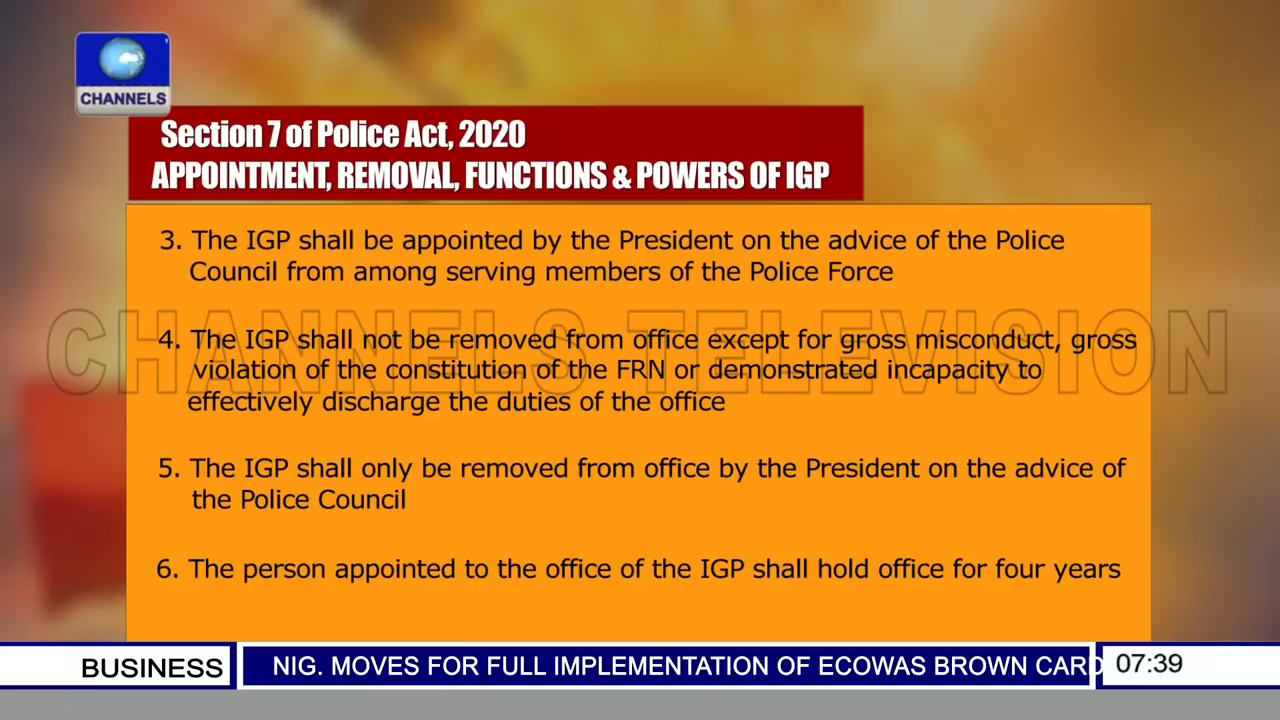 CHANNELS
Section 7 of Police Act, 2020
APPOINTMENT, REMOVAL, FUNCTIONS & POWERS OF IGP
3. The IGP shall be appointed by the President on the advice of the Police
Council from among serving members of the Police Force
CHANNELS TELEVISION
4. The IGP shall not be removed from office except for gross misconduct, gross
violation of the constitution of the FRN or demonstrated incapacity to
effectively discharge the duties of the office
5. The IGP shall only be removed from office by the President on the advice of
the Police Council
6. The person appointed to the office of the IGP shall hold office for four years
BUSINESS
NIG. MOVES FOR FULL IMPLEMENTATION OF ECOWAS BROWN CARD
07:39